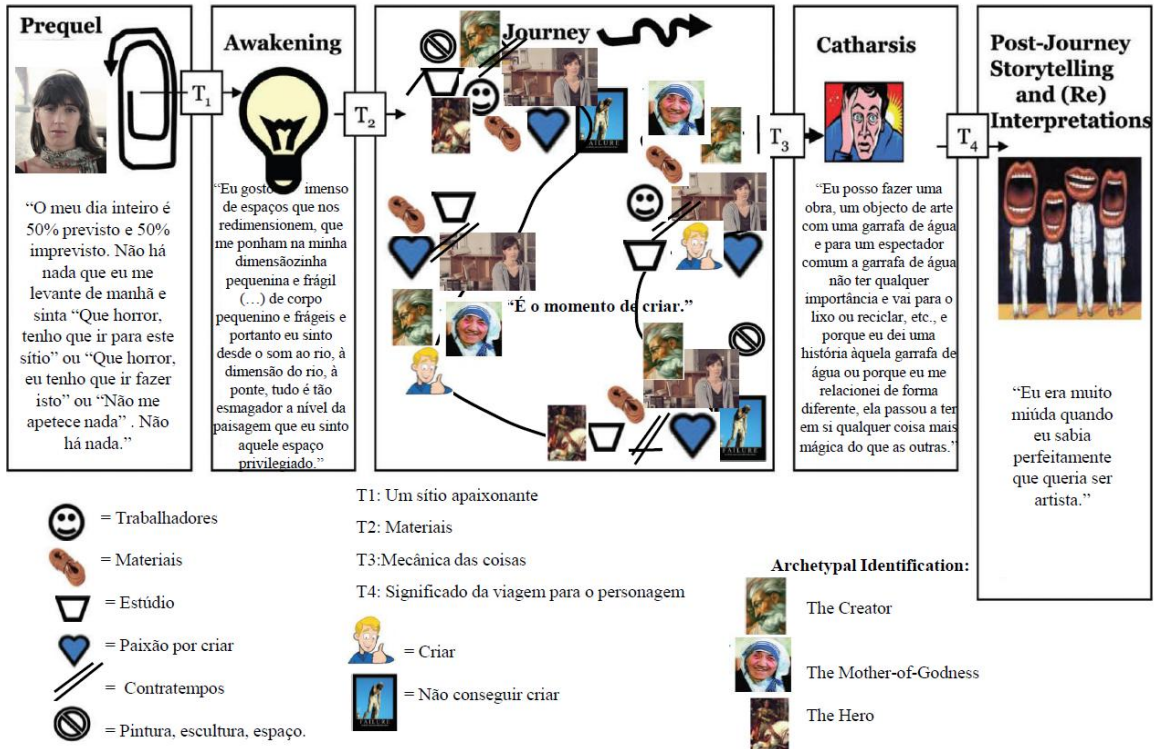 Prequel
T1
“O meu dia inteiro é
50% previsto e 50%
imprevisto. Não há
nada que eu me
levante de manhã e
sinta “Que horror,
tenho que ir para este
sítio” ou “Que horror,
eu tenho que ir fazer
isto” ou “Não me
apetece nada” . Não
há nada.”
Awakening
T2
“Eu gosto imenso
de espaços que nos
redimensionem, que
me ponham na minha
dimensãozinha
pequenina e frágil
(…) de corpo
pequenino e frágeis e
portanto eu sinto
desde o som ao rio, à
dimensão do rio, à
ponte, tudo é tão
esmagador a nível da
paisagem que eu sinto
aquele espaço
privilegiado.”
Journey
FAILURE
“É o momento de criar.”
FAILURE
T3
Catharsis
“Eu posso fazer uma
obra, um objecto de arte
com uma garrafa de água
e para um espectador
comum a garrafa de água
não ter qualquer
importância e vai para o
lixo ou reciclar, etc., e
porque eu dei uma
história àquela garrafa de
água ou porque eu me
relacionei de forma
diferente, ela passou a ter
em si qualquer coisa mais
mágica do que as outras.”
T4
Post-Journey
Storytelling
and (Re)
Interpretations
“Eu era muito
miúda quando
eu sabia
perfeitamente
que queria ser
artista.”
= Trabalhadores
= Materiais
= Estúdio
= Paixão por criar
= Contratempos
= Pintura, escultura, espaço.
T1: Um sítio apaixonante
T2: Materiais
T3:Mecânica das coisas
T4: Significado da viagem para o personagem
= Criar
FAILURE
= Não conseguir criar
Archetypal Identification:
The Creator
The Mother-of-Godness
The Hero